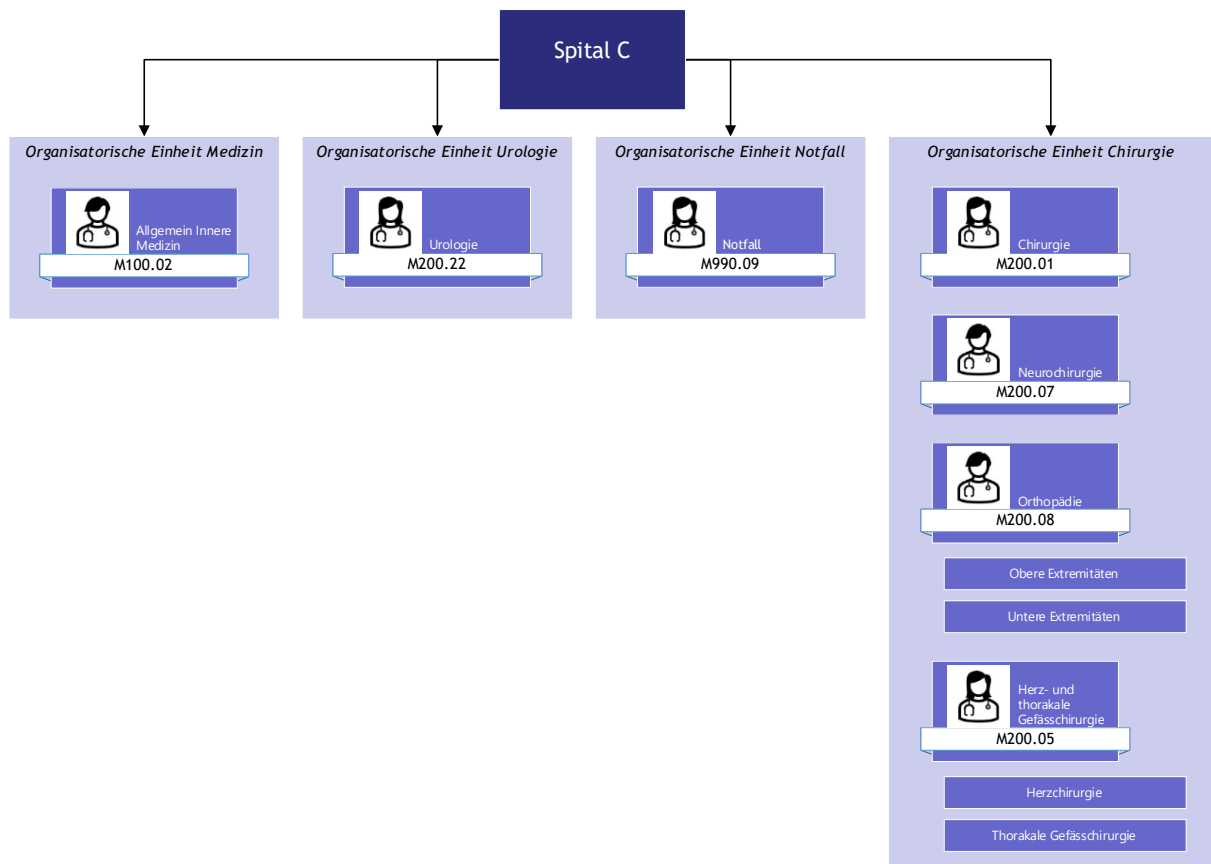 Spital C
Organisatorische Einheit Medizin
Allgemein Innere
Medizin
M100.02
Organisatorische Einheit Urologie
Urologie
M200.22
Organisatorische Einheit Notfall
Notfall
M990.09
Organisatorische Einheit Chirurgie
Chirurgie
M200.01
Neurochirurgie
M200.07
Orthopädie
M200.08
Obere Extremitäten
Untere Extremitäten
Herz- und
thorakale
Gefässchirurgie
M200.05
Herzchirurgie
Thorakale Gefässchirurgie